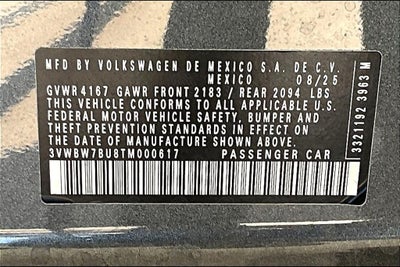 MFD BY VOLKSWAGEN DE MEXICO S.A. DE C.V.
MEXICO 08/25
GVWR4167 GAWR FRONT 2183 / REAR 2094 LBS
THIS VEHICLE CONFORMS TO ALL APPLICABLE U.S.
FEDERAL MOTOR VEHICLE SAFETY, BUMPER, AND
THEFT PREVENTION STANDARDS IN EFFECT ON THE
DATE OF MANUFACTURE SHOWN ABOVE.
3VWBW7BU8TM000617 PASSENGER CAR
3321192 3963 M